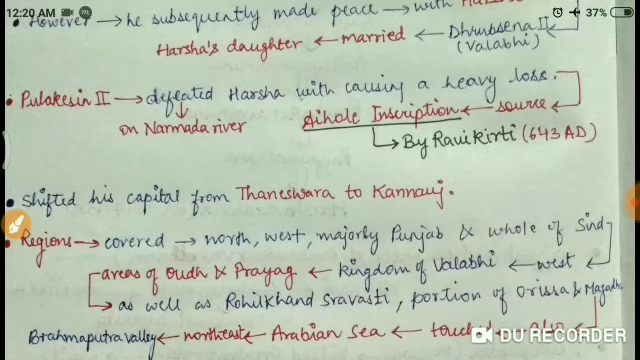 12:20 AM 37%
• However → he subsequently made peace → with
Harsha's daughter ← married ← Dhrubsena II
(Valabhi)
• Pulakesin II → defeated Harsha with causing a heavy loss.
on Narmada river Aihole Inscription ← source
→ By Ravikirti (643 AD)
• Shifted his capital from Thaneswara to Kannauj.
• Regions → covered → north, west, majorly Punjab & whole of Sind
areas of Oudh & Prayag ← kingdom of Valabhi ← west
→ as well as Rohilkhand Sravasti, portion of Orissa & Magadh
Brahmaputra valley ← northeast ← Arabian Sea ← touched ← also
DU RECORDER